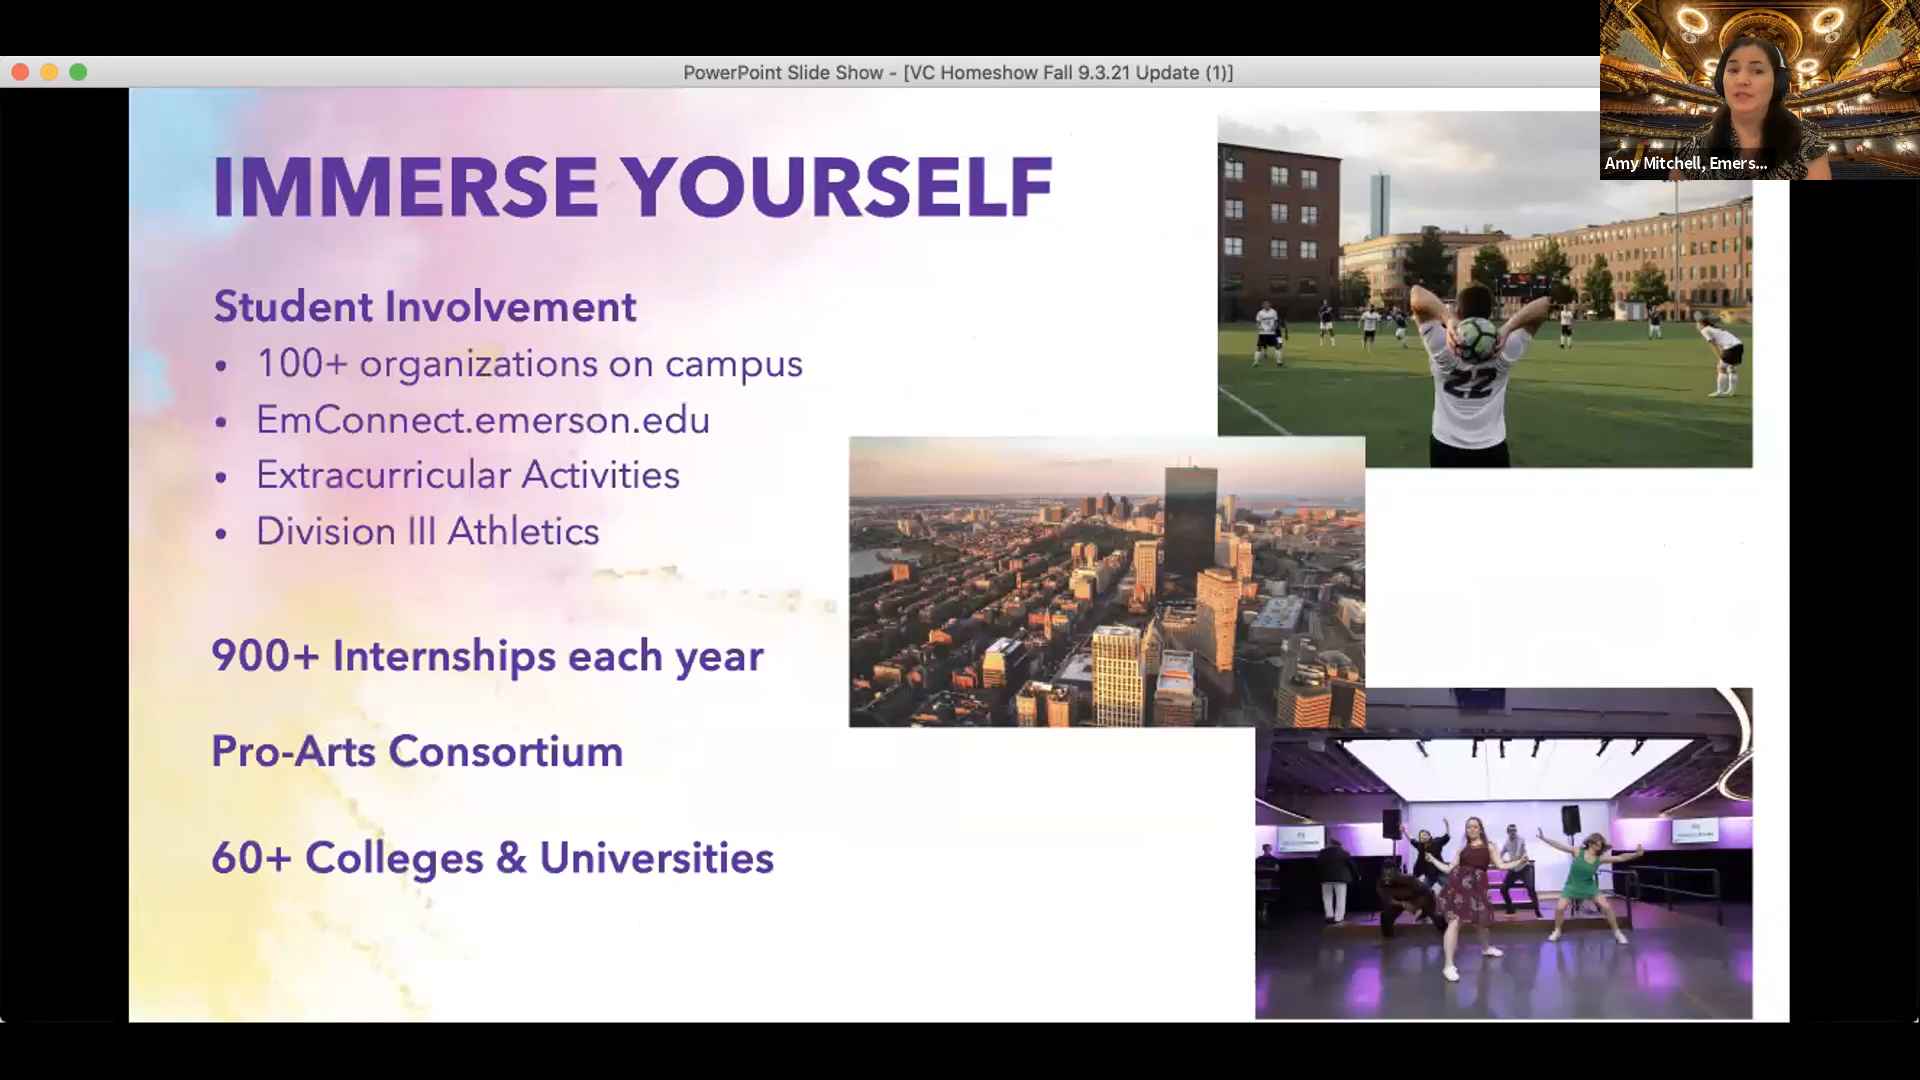 PowerPoint Slide Show - [VC Homeshow Fall 9.3.21 Update (1)]
Amy Mitchell, Emers...
IMMERSE YOURSELF
Student Involvement
• 100+ organizations on campus
• EmConnect.emerson.edu
• Extracurricular Activities
• Division III Athletics
900+ Internships each year
Pro-Arts Consortium
60+ Colleges & Universities
22